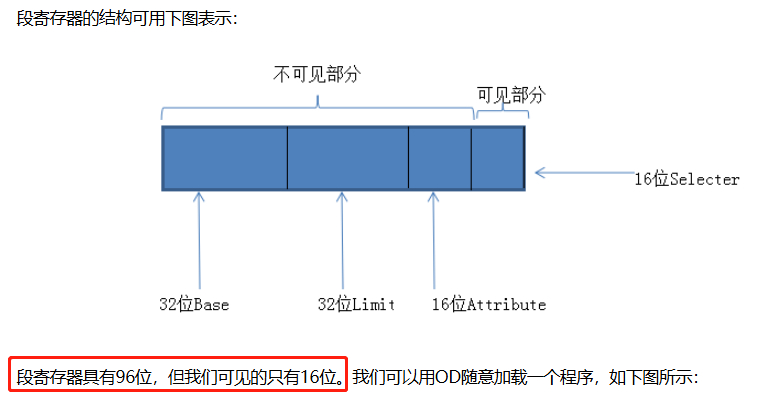 段寄存器的结构可用下图表示：
不可见部分
可见部分
16位Selecter
32位Base
32位Limit
16位Attribute
段寄存器具有96位，但我们可见的只有16位。我们可以用OD随意加载一个程序，如下图所示：